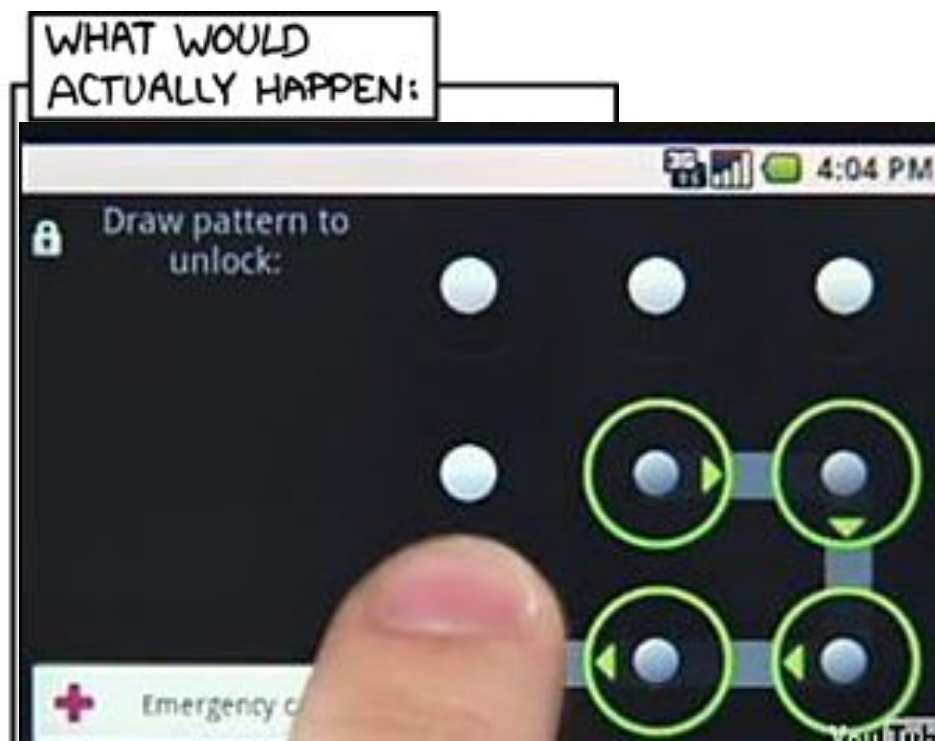 WHAT WOULD
ACTUALLY HAPPEN:
4:04 PM
Draw pattern to
unlock:
Emergency